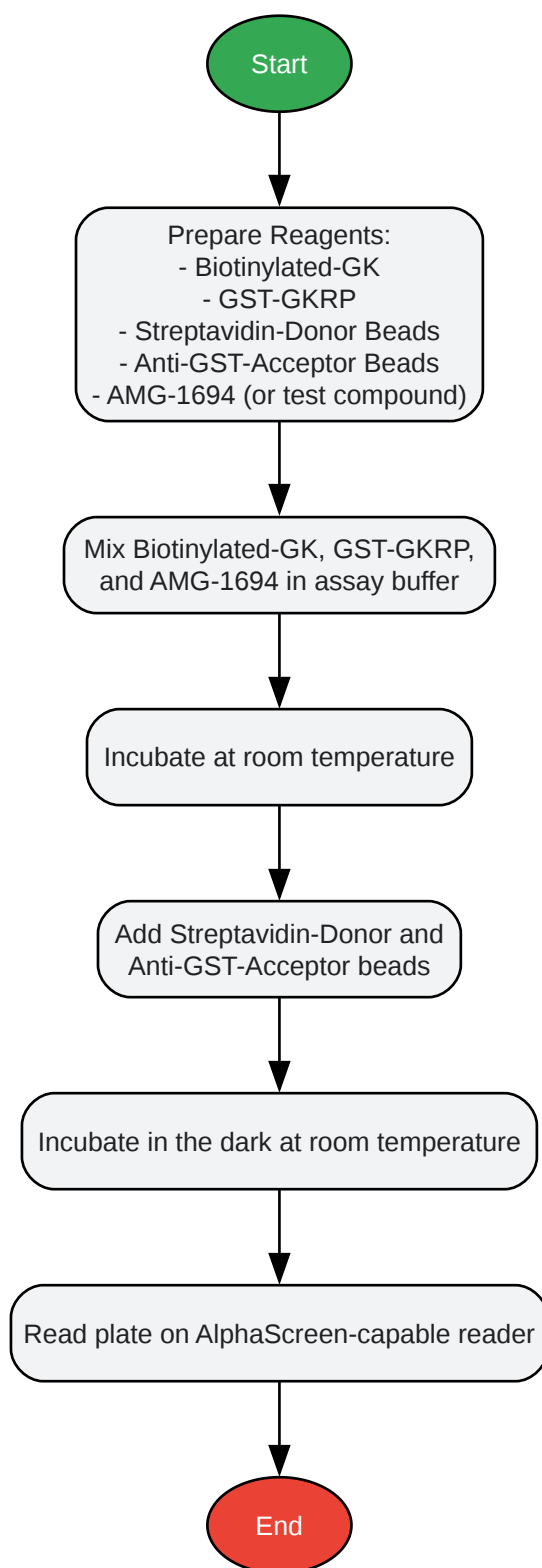 Start
Prepare Reagents:
- Biotinylated-GK
- GST-GKRP
- Streptavidin-Donor Beads
- Anti-GST-Acceptor Beads
- AMG-1694 (or test compound)
Mix Biotinylated-GK, GST-GKRP,
and AMG-1694 in assay buffer
Incubate at room temperature
Add Streptavidin-Donor and
Anti-GST-Acceptor beads
Incubate in the dark at room temperature
Read plate on AlphaScreen-capable reader
End